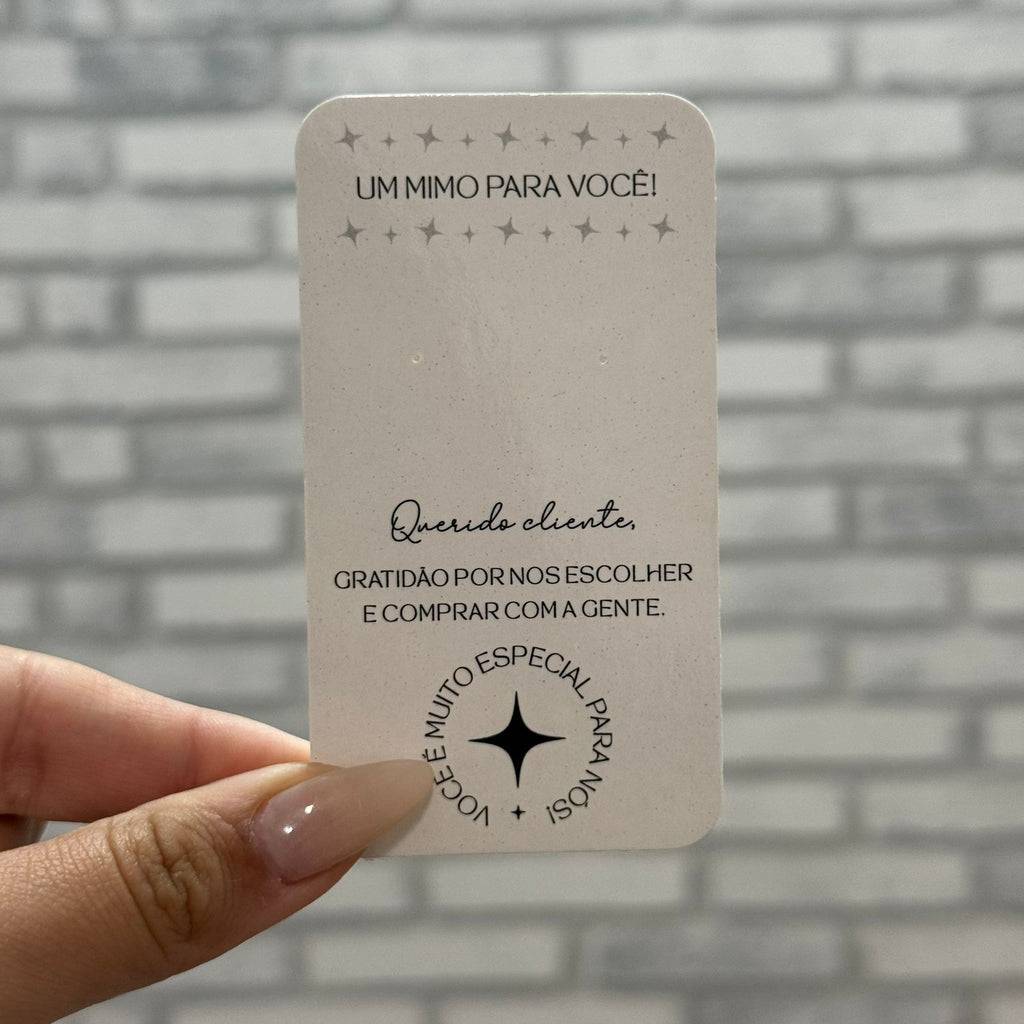 UM MIMO PARA VOCÊ!
Querido cliente,
GRATIDÃO POR NOS ESCOLHER
E COMPRAR COM A GENTE.
VOCÊ É MUITO ESPECIAL PARA NÓS!